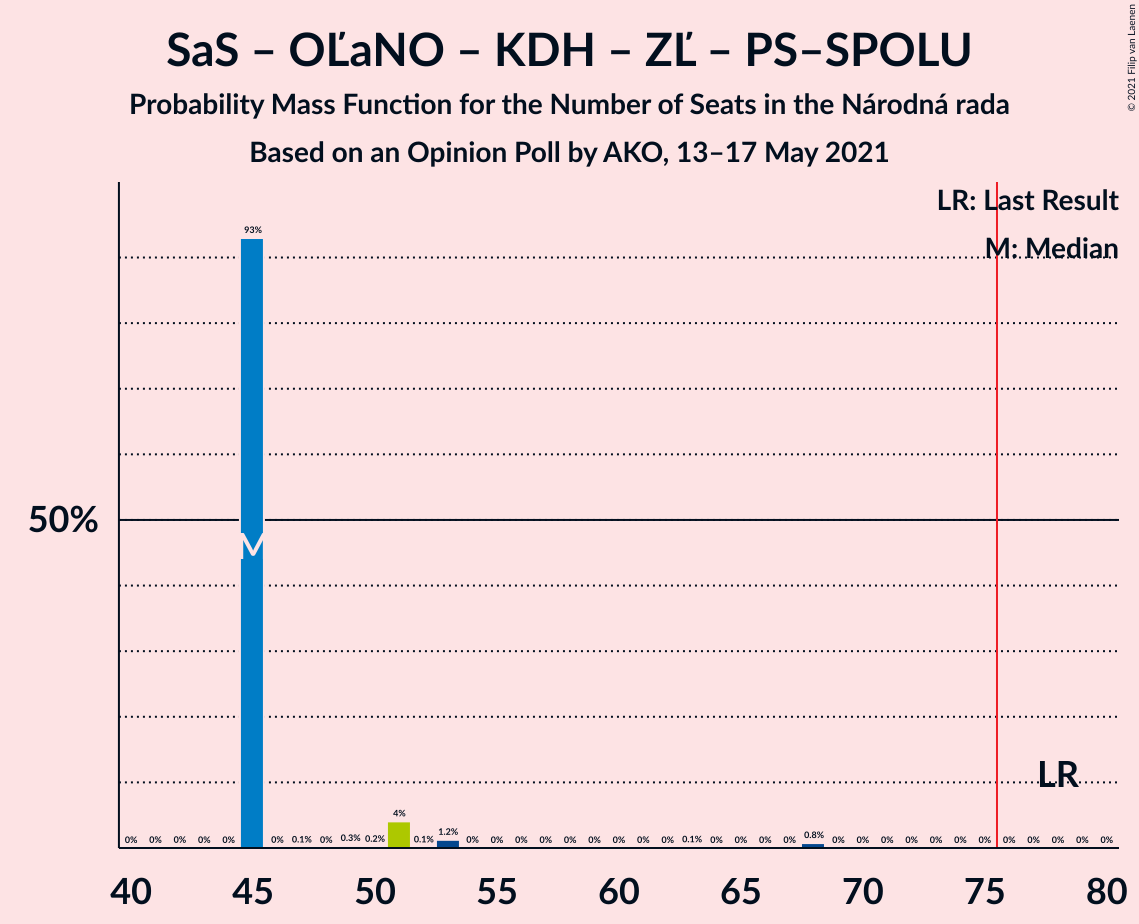 SaS – OĽaNO – KDH – ZĽ – PS–SPOLU
Probability Mass Function for the Number of Seats in the Národná rada
Based on an Opinion Poll by AKO, 13–17 May 2021
© 2021 Filip van Laenen
LR: Last Result
M: Median
93%
50%
M
LR
4%
1.2%
0.8%
0% 0% 0% 0% 0% 0% 0.1% 0% 0.3% 0.2% 0.1% 0% 0% 0% 0% 0% 0% 0% 0% 0% 0.1% 0% 0% 0% 0% 0% 0% 0% 0% 0% 0% 0% 0% 0% 0% 0%
40 45 50 55 60 65 70 75 80